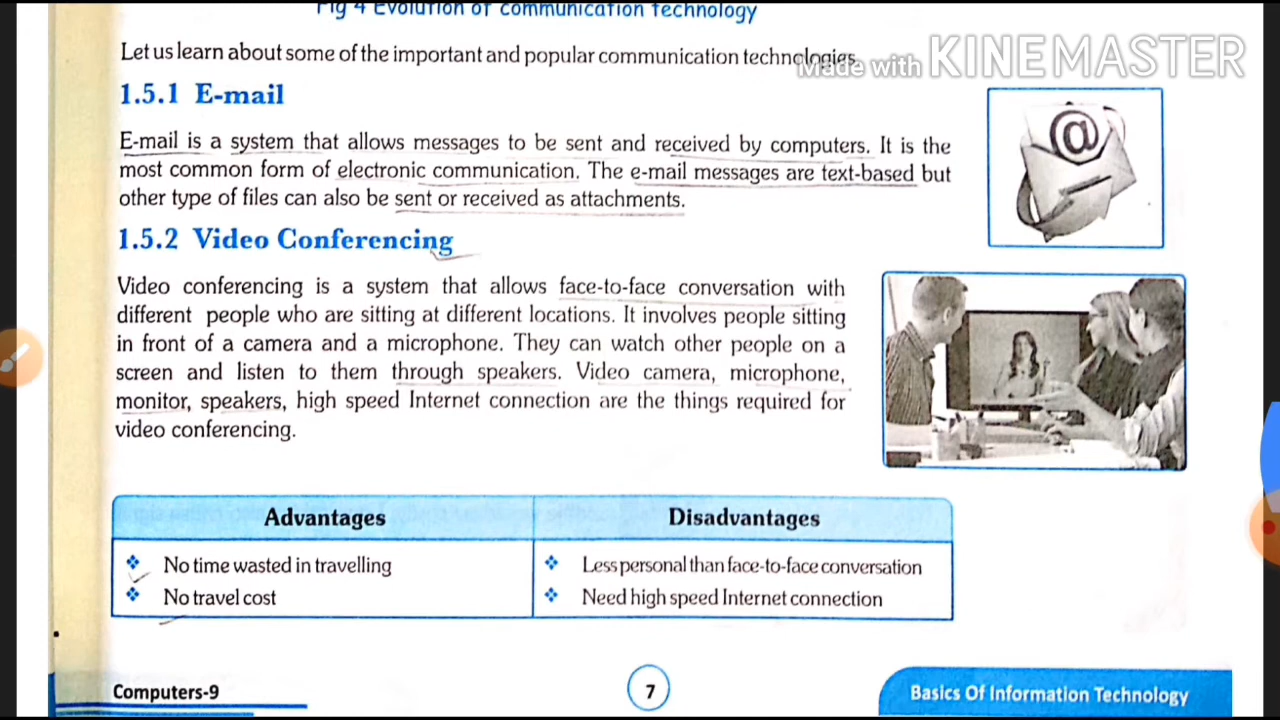 Fig 4 Evolution of communication technology
Let us learn about some of the important and popular communication technologies.
Made with KINEMASTER
1.5.1 E-mail
@
E-mail is a system that allows messages to be sent and received by computers. It is the
most common form of electronic communication. The e-mail messages are text-based but
other type of files can also be sent or received as attachments.
1.5.2 Video Conferencing
Video conferencing is a system that allows face-to-face conversation with
different people who are sitting at different locations. It involves people sitting
in front of a camera and a microphone. They can watch other people on a
screen and listen to them through speakers. Video camera, microphone,
monitor, speakers, high speed Internet connection are the things required for
video conferencing.
Advantages
Disadvantages
No time wasted in travelling
Less personal than face-to-face conversation
No travel cost
Need high speed Internet connection
Computers-9
7
Basics Of Information Technology